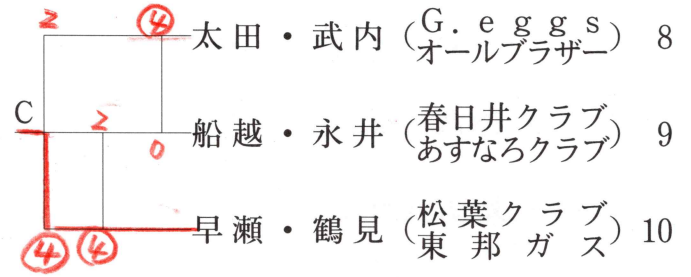 2 ④
太田・武内 (G.eggs オールブラザー) 8
C 2
船越・永井 (春日井クラブ あすなろクラブ) 9
0
早瀬・鶴見 (松葉クラブ 東邦ガス) 10
④ ④